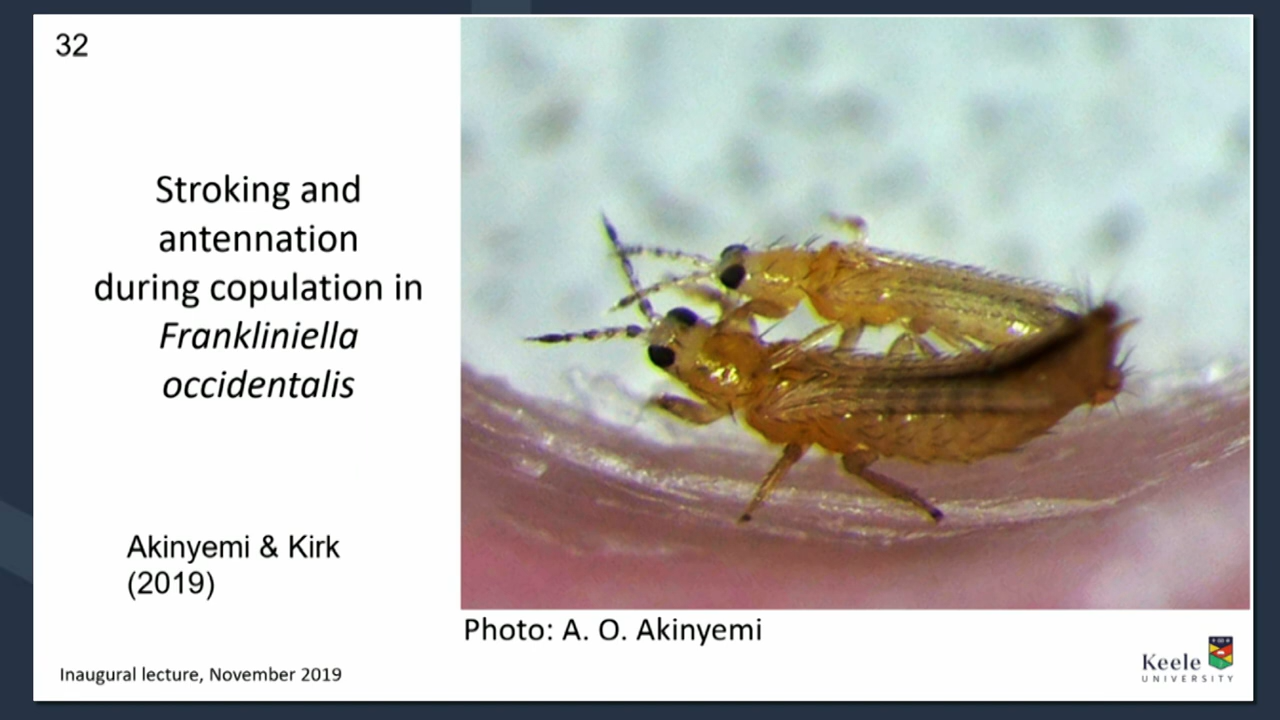 32
Stroking and
antennation
during copulation in
Frankliniella
occidentalis
Akinyemi & Kirk
(2019)
Photo: A. O. Akinyemi
Inaugural lecture, November 2019
Keele
UNIVERSITY